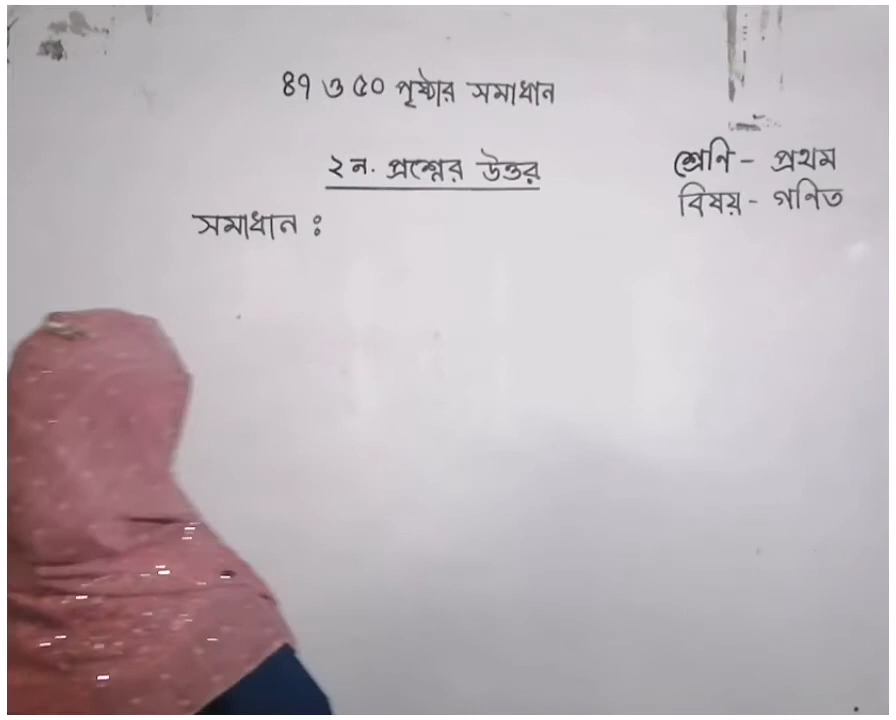 ৪৭ ও ৫০ পৃষ্ঠার সমাধান
২ ন. প্রশ্নের উত্তর
শ্রেণি - প্রথম
বিষয় - গনিত
সমাধান ঃ